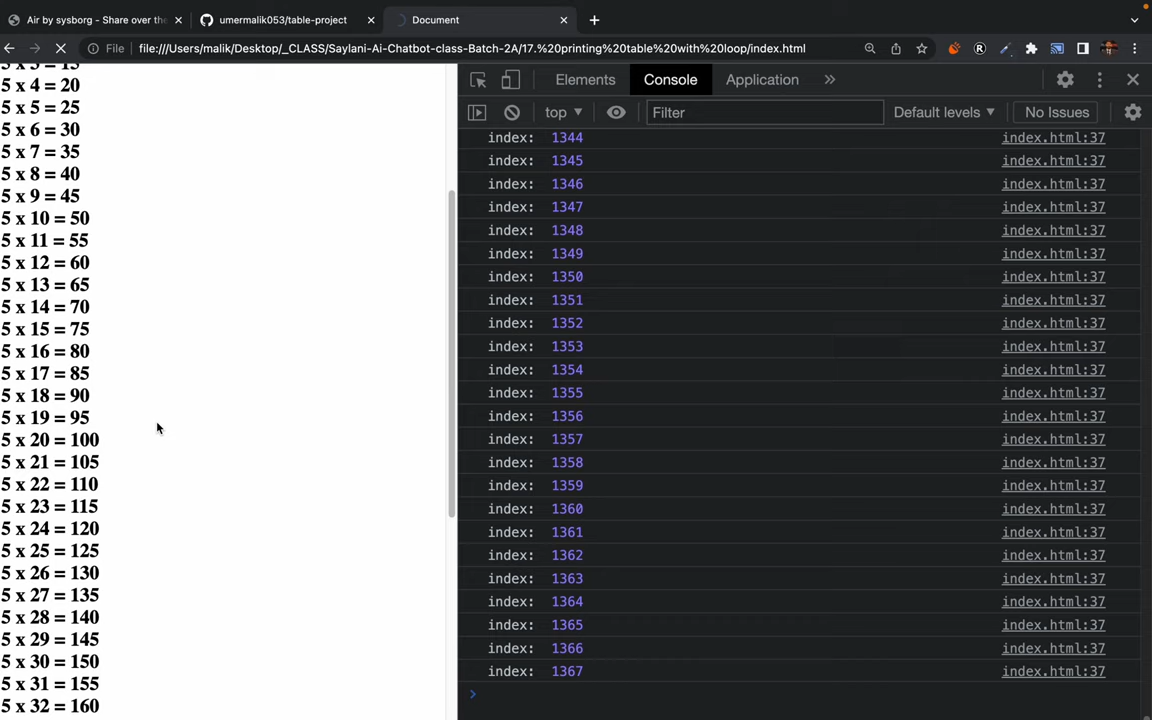 Air by sysborg - Share over the
umermalik053/table-project
Document
File
file:///Users/malik/Desktop/_CLASS/Saylani-Ai-Chatbot-class-Batch-2A/17.%20printing%20table%20with%20loop/index.html
5 x 3 = 15
5 x 4 = 20
5 x 5 = 25
5 x 6 = 30
5 x 7 = 35
5 x 8 = 40
5 x 9 = 45
5 x 10 = 50
5 x 11 = 55
5 x 12 = 60
5 x 13 = 65
5 x 14 = 70
5 x 15 = 75
5 x 16 = 80
5 x 17 = 85
5 x 18 = 90
5 x 19 = 95
5 x 20 = 100
5 x 21 = 105
5 x 22 = 110
5 x 23 = 115
5 x 24 = 120
5 x 25 = 125
5 x 26 = 130
5 x 27 = 135
5 x 28 = 140
5 x 29 = 145
5 x 30 = 150
5 x 31 = 155
5 x 32 = 160
Elements Console Application
top Filter Default levels No Issues
index: 1344 index.html:37
index: 1345 index.html:37
index: 1346 index.html:37
index: 1347 index.html:37
index: 1348 index.html:37
index: 1349 index.html:37
index: 1350 index.html:37
index: 1351 index.html:37
index: 1352 index.html:37
index: 1353 index.html:37
index: 1354 index.html:37
index: 1355 index.html:37
index: 1356 index.html:37
index: 1357 index.html:37
index: 1358 index.html:37
index: 1359 index.html:37
index: 1360 index.html:37
index: 1361 index.html:37
index: 1362 index.html:37
index: 1363 index.html:37
index: 1364 index.html:37
index: 1365 index.html:37
index: 1366 index.html:37
index: 1367 index.html:37